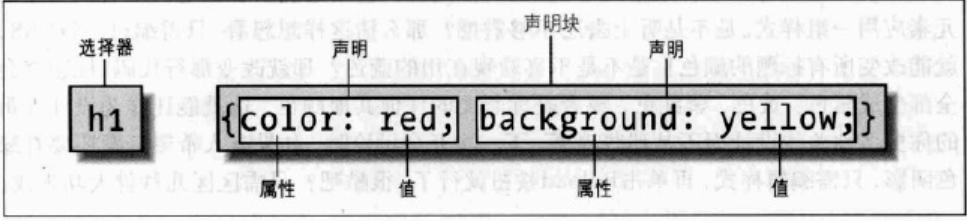 声明块
选择器 声明 声明
h1 {color: red; background: yellow;}
属性 值 属性 值